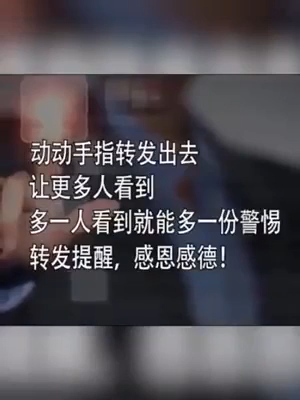 动动手指转发出去
让更多人看到
多一人看到就能多一份警惕
转发提醒，感恩感德！